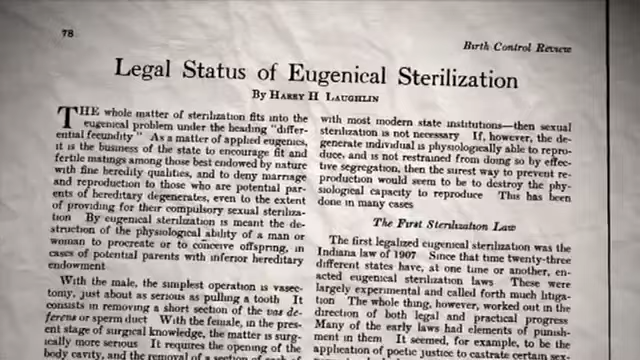 78
Birth Control Review
Legal Status of Eugenical Sterilization
By HARRY H LAUGHLIN
THE whole matter of sterilization fits into the
eugenical problem under the heading "differ-
ential fecundity" As a matter of applied eugenics,
it is the business of the state to encourage fit and
fertile matings among those best endowed by nature
with fine heredity qualities, and to deny marriage
and reproduction to those who are potential par-
ents of hereditary degenerates, even to the extent
of providing for their compulsory sexual steriliza-
tion By eugenical sterilization is meant the de-
struction of the physiological ability of a man or
woman to procreate or to conceive offspring, in
cases of potential parents with inferior hereditary
endowment
With the male, the simplest operation is vasec-
tomy, just about as serious as pulling a tooth It
consists in removing a short section of the vas de-
ferens or sperm duct With the female, in the pres-
ent stage of surgical knowledge, the matter is surg-
ically more serious It requires the opening of the
body cavity, and the removal of a section of each of
with most modern state institutions—then sexual
sterilization is not necessary If, however, the de-
generate individual is physiologically able to repro-
duce, and is not restrained from doing so by effec-
tive segregation, then the surest way to prevent re-
production would seem to be to destroy the phy-
siological capacity to reproduce This has been
done in many cases
The First Sterilization Law
The first legalized eugenical sterilization was the
Indiana law of 1907 Since that time twenty-three
different states have, at one time or another, en-
acted eugenical sterilization laws These were
largely experimental and called forth much litiga-
tion The whole thing, however, worked out in the
direction of both legal and practical progress
Many of the early laws had elements of punish-
ment in them It seemed, for example, to be the
application of poetic justice to castrate certain sex